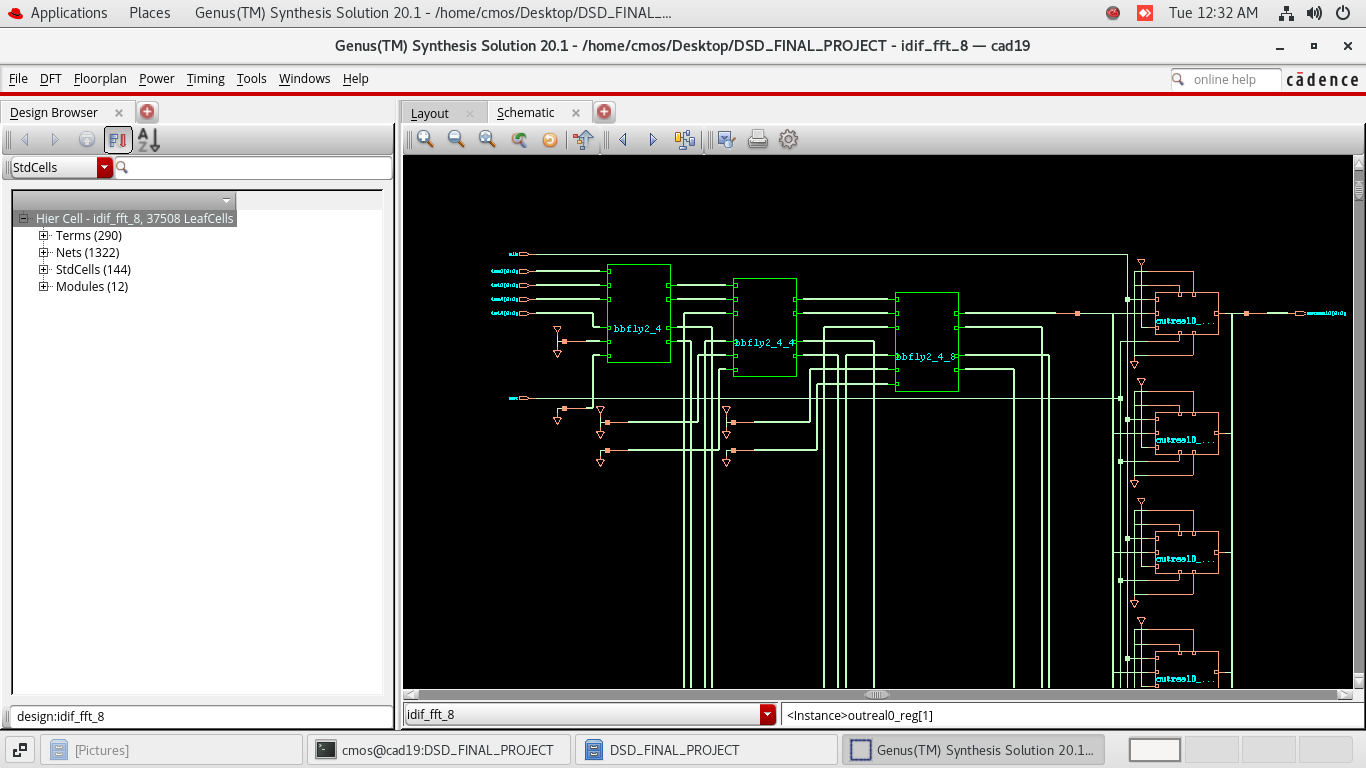 Applications Places Genus(TM) Synthesis Solution 20.1 - /home/cmos/Desktop/DSD_FINAL_... Tue 12:32 AM
Genus(TM) Synthesis Solution 20.1 - /home/cmos/Desktop/DSD_FINAL_PROJECT - idif_fft_8 — cad19
File DFT Floorplan Power Timing Tools Windows Help online help cādence
Design Browser
Layout Schematic
StdCells
Hier Cell - idif_fft_8, 37508 LeafCells
Terms (290)
Nets (1322)
StdCells (144)
Modules (12)
bbfly2_4
bbfly2_4_4
bbfly2_4_8
outreal0_...
outreal0_...
outreal0_...
outreal0_...
design:idif_fft_8
idif_fft_8 <Instance>outreal0_reg[1]
[Pictures] cmos@cad19:DSD_FINAL_PROJECT DSD_FINAL_PROJECT Genus(TM) Synthesis Solution 20.1...